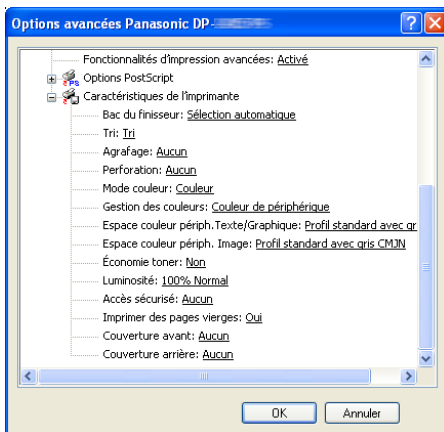 Options avancées Panasonic DP-
Fonctionnalités d'impression avancées: Activé
Options PostScript
Caractéristiques de l'imprimante
Bac du finisseur: Sélection automatique
Tri: Tri
Agrafage: Aucun
Perforation: Aucun
Mode couleur: Couleur
Gestion des couleurs: Couleur de périphérique
Espace couleur périph.Texte/Graphique: Profil standard avec gr
Espace couleur périph. Image: Profil standard avec gris CMJN
Économie toner: Non
Luminosité: 100% Normal
Accès sécurisé: Aucun
Imprimer des pages vierges: Oui
Couverture avant: Aucun
Couverture arrière: Aucun
OK Annuler